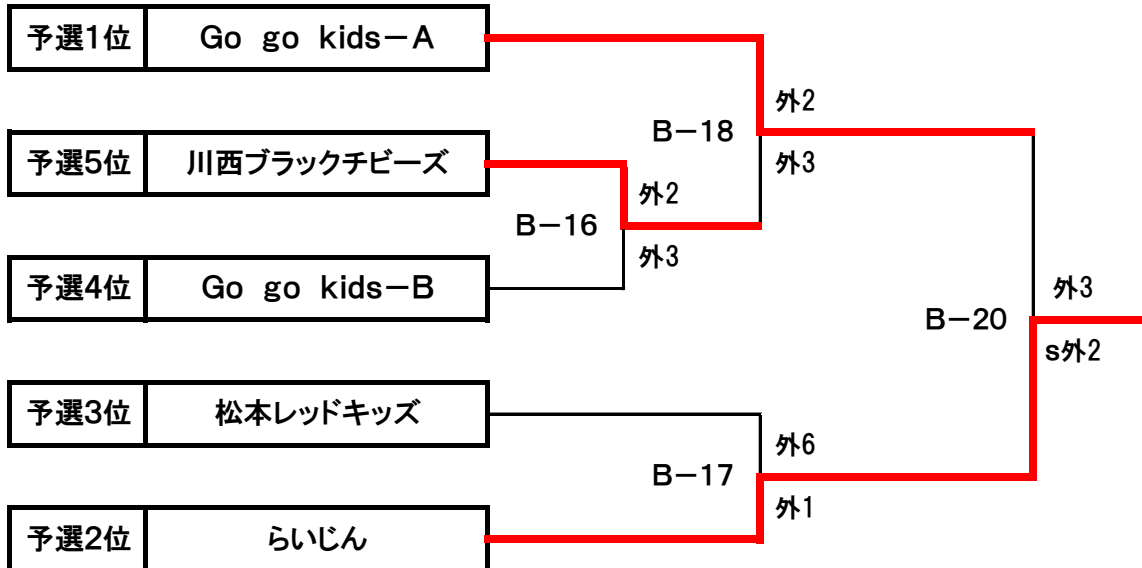 予選1位 Go go kids－A
外2
B－18
予選5位 川西ブラックチビーズ
外3
外2
B－16
外3
予選4位 Go go kids－B
外3
B－20
s外2
予選3位 松本レッドキッズ
外6
B－17
外1
予選2位 らいじん